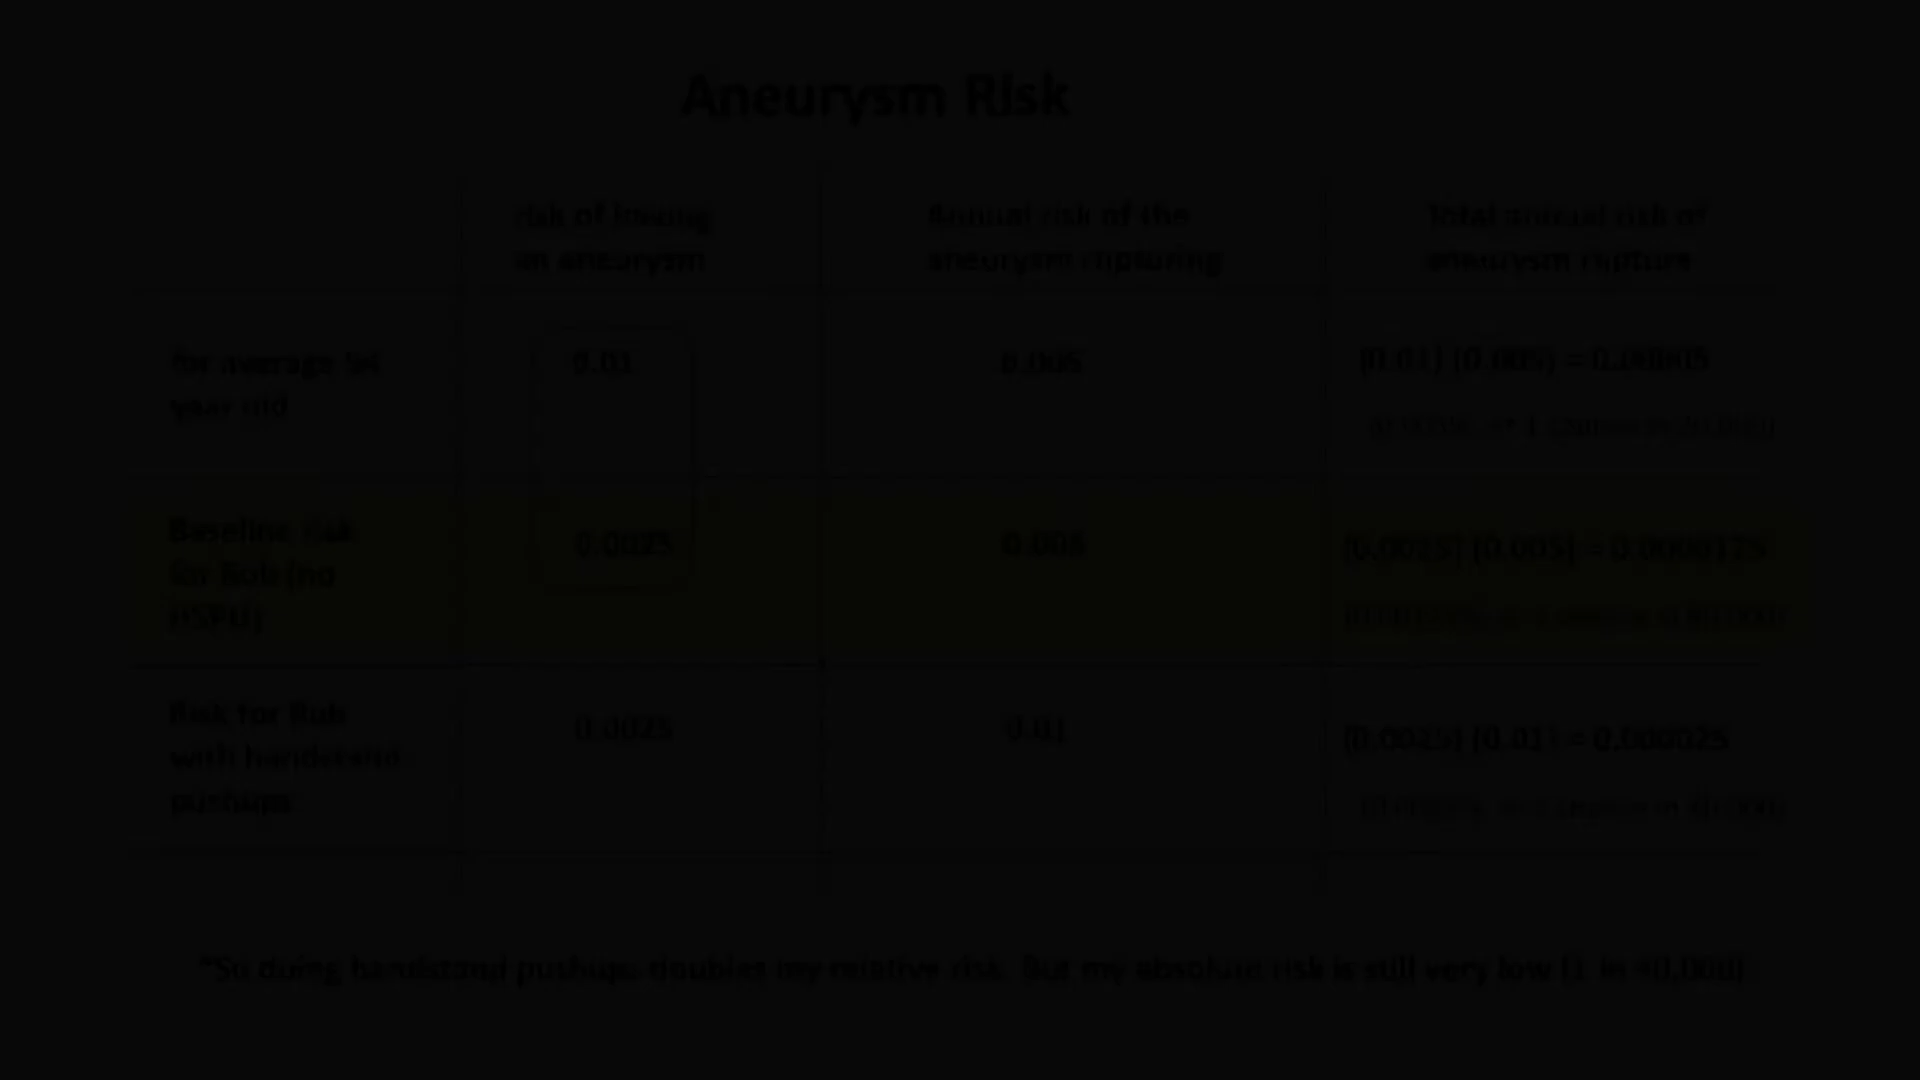 Aneurysm Risk
risk of having
an aneurysm
Annual risk of the
aneurysm rupturing
Total annual risk of
aneurysm rupture
for average
year old
0.01
0.005
(0.01) (0.005) = 0.00005
Baseline risk
for Rob (no
HSPU)
0.0025
0.005
(0.0025) (0.005) =
Risk for Rob
with handstand
pushups
0.0025
0.01
(0.0025) (0.01) = 0.000025
"So doing handstand pushups doubles my relative risk. But my absolute risk is still very low (1 in 40,000)